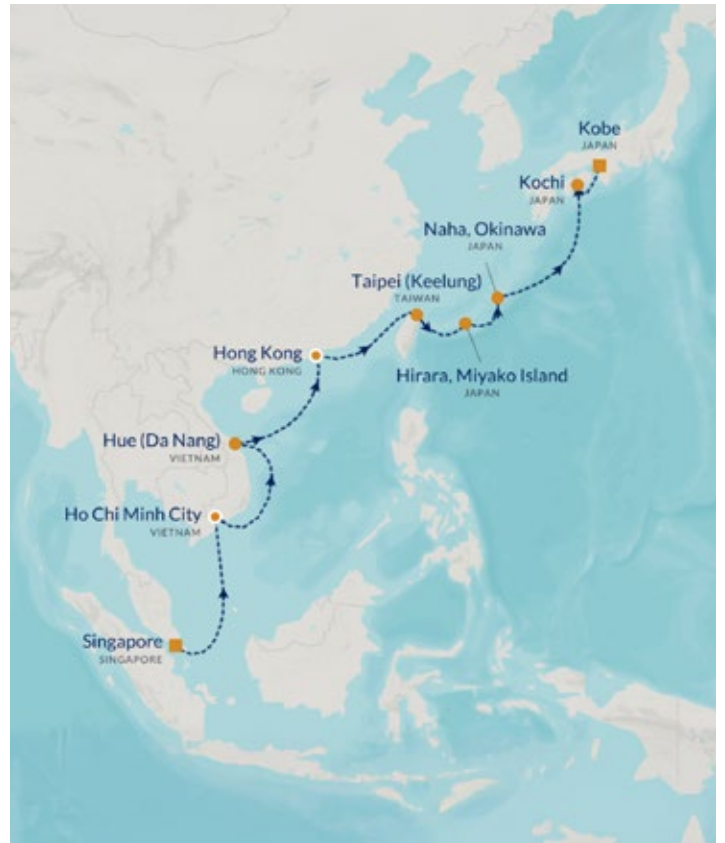 Kobe
JAPAN
Kochi
JAPAN
Naha, Okinawa
JAPAN
Taipei (Keelung)
TAIWAN
Hong Kong
HONG KONG
Hirara, Miyako Island
JAPAN
Hue (Da Nang)
VIETNAM
Ho Chi Minh City
VIETNAM
Singapore
SINGAPORE